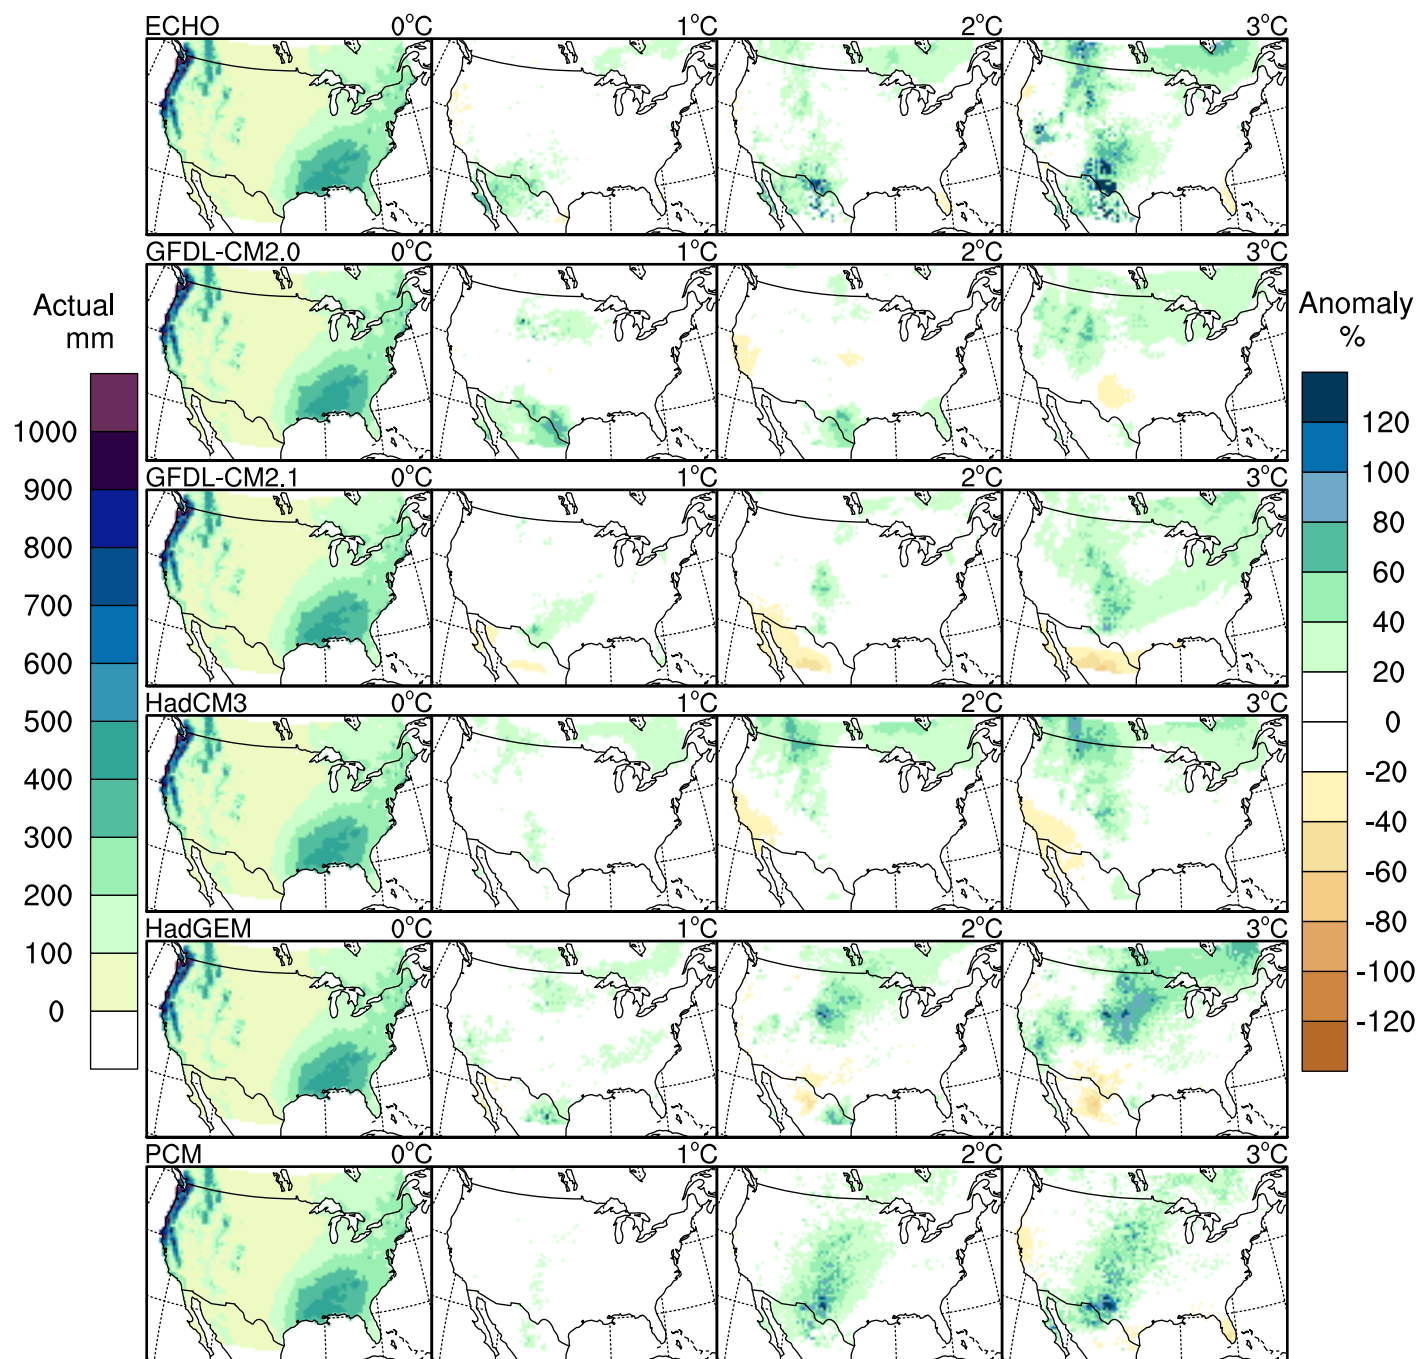 ECHO 0°C 1°C 2°C 3°C
GFDL-CM2.0 0°C 1°C 2°C 3°C
GFDL-CM2.1 0°C 1°C 2°C 3°C
HadCM3 0°C 1°C 2°C 3°C
HadGEM 0°C 1°C 2°C 3°C
PCM 0°C 1°C 2°C 3°C
Actual
mm
1000
900
800
700
600
500
400
300
200
100
0
Anomaly
%
120
100
80
60
40
20
0
-20
-40
-60
-80
-100
-120